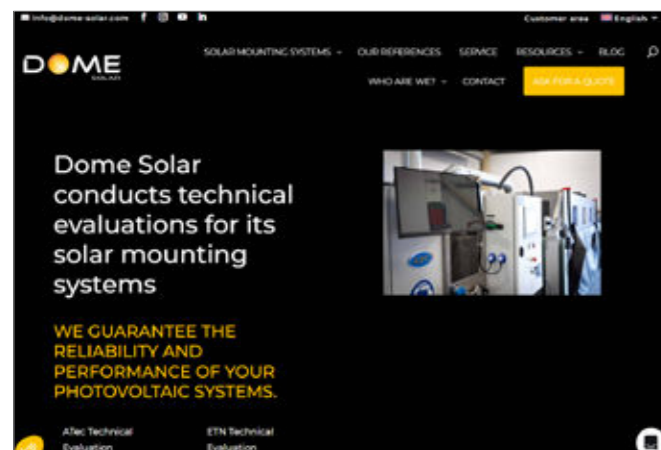 info@dome-solar.com
Customer area English
DOME
SOLAR
SOLAR MOUNTING SYSTEMS OUR REFERENCES SERVICE RESOURCES BLOG
WHO ARE WE? CONTACT ASK FOR A QUOTE
Dome Solar
conducts technical
evaluations for its
solar mounting
systems
WE GUARANTEE THE
RELIABILITY AND
PERFORMANCE OF YOUR
PHOTOVOLTAIC SYSTEMS.
ATec Technical
Evaluation
ETN Technical
Evaluation